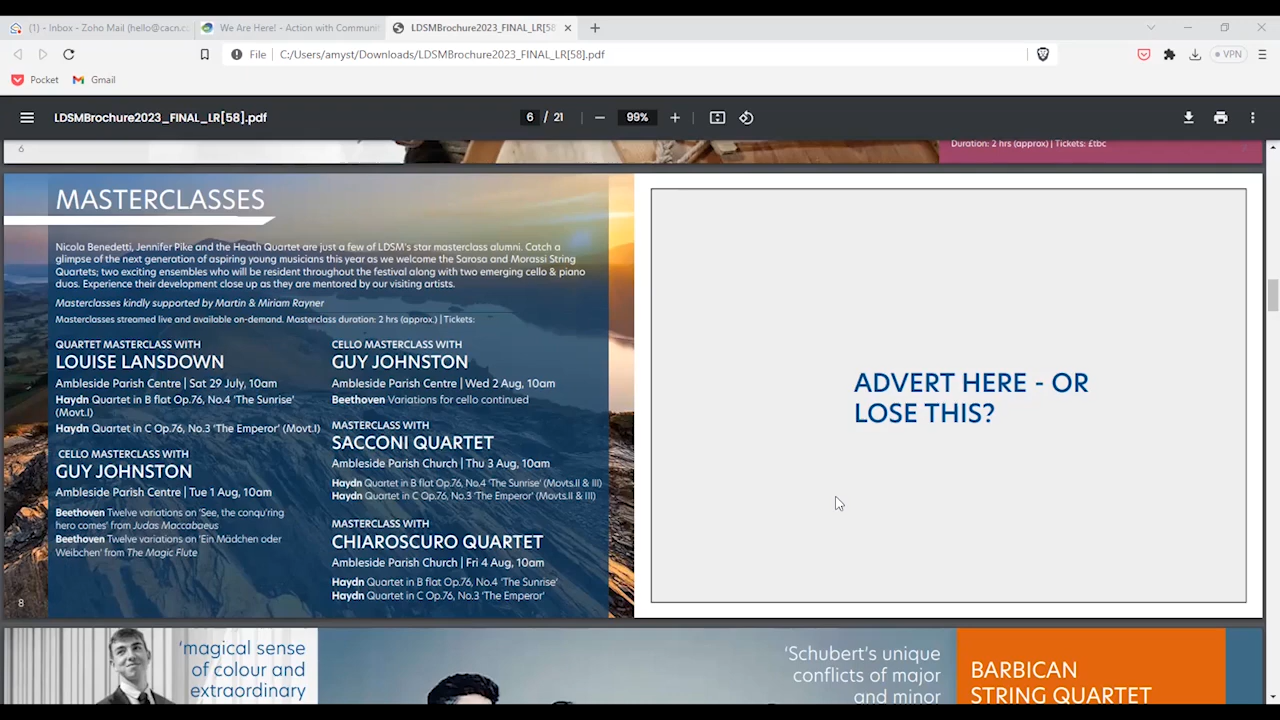 (1) - Inbox - Zoho Mail (hello@cacn.co
We Are Here! - Action with Communi
LDSMBrochure2023_FINAL_LR[58]
File C:/Users/amyst/Downloads/LDSMBrochure2023_FINAL_LR[58].pdf
VPN
Pocket Gmail
LDSMBrochure2023_FINAL_LR[58].pdf
6 / 21
99%
6
Duration: 2 hrs (approx) | Tickets: £tbc
MASTERCLASSES
Nicola Benedetti, Jennifer Pike and the Heath Quartet are just a few of LDSM's star masterclass alumni. Catch a
glimpse of the next generation of aspiring young musicians this year as we welcome the Sarosa and Morassi String
Quartets; two exciting ensembles who will be resident throughout the festival along with two emerging cello & piano
duos. Experience their development close up as they are mentored by our visiting artists.
Masterclasses kindly supported by Martin & Miriam Rayner
Masterclasses streamed live and available on-demand. Masterclass duration: 2 hrs (approx.) | Tickets:
QUARTET MASTERCLASS WITH
LOUISE LANSDOWN
Ambleside Parish Centre | Sat 29 July, 10am
Haydn Quartet in B flat Op.76, No.4 'The Sunrise'
(Movt.I)
Haydn Quartet in C Op.76, No.3 'The Emperor' (Movt.I)
CELLO MASTERCLASS WITH
GUY JOHNSTON
Ambleside Parish Centre | Tue 1 Aug, 10am
Beethoven Twelve variations on 'See, the conqu'ring
hero comes' from Judas Maccabaeus
Beethoven Twelve variations on 'Ein Mädchen oder
Weibchen' from The Magic Flute
8
CELLO MASTERCLASS WITH
GUY JOHNSTON
Ambleside Parish Centre | Wed 2 Aug, 10am
Beethoven Variations for cello continued
MASTERCLASS WITH
SACCONI QUARTET
Ambleside Parish Church | Thu 3 Aug, 10am
Haydn Quartet in B flat Op.76, No.4 'The Sunrise' (Movts.II & III)
Haydn Quartet in C Op.76, No.3 'The Emperor' (Movts.II & III)
MASTERCLASS WITH
CHIAROSCURO QUARTET
Ambleside Parish Church | Fri 4 Aug, 10am
Haydn Quartet in B flat Op.76, No.4 'The Sunrise'
Haydn Quartet in C Op.76, No.3 'The Emperor'
ADVERT HERE - OR
LOSE THIS?
'magical sense
of colour and
extraordinary
'Schubert's unique
conflicts of major
and minor
BARBICAN
STRING QUARTET